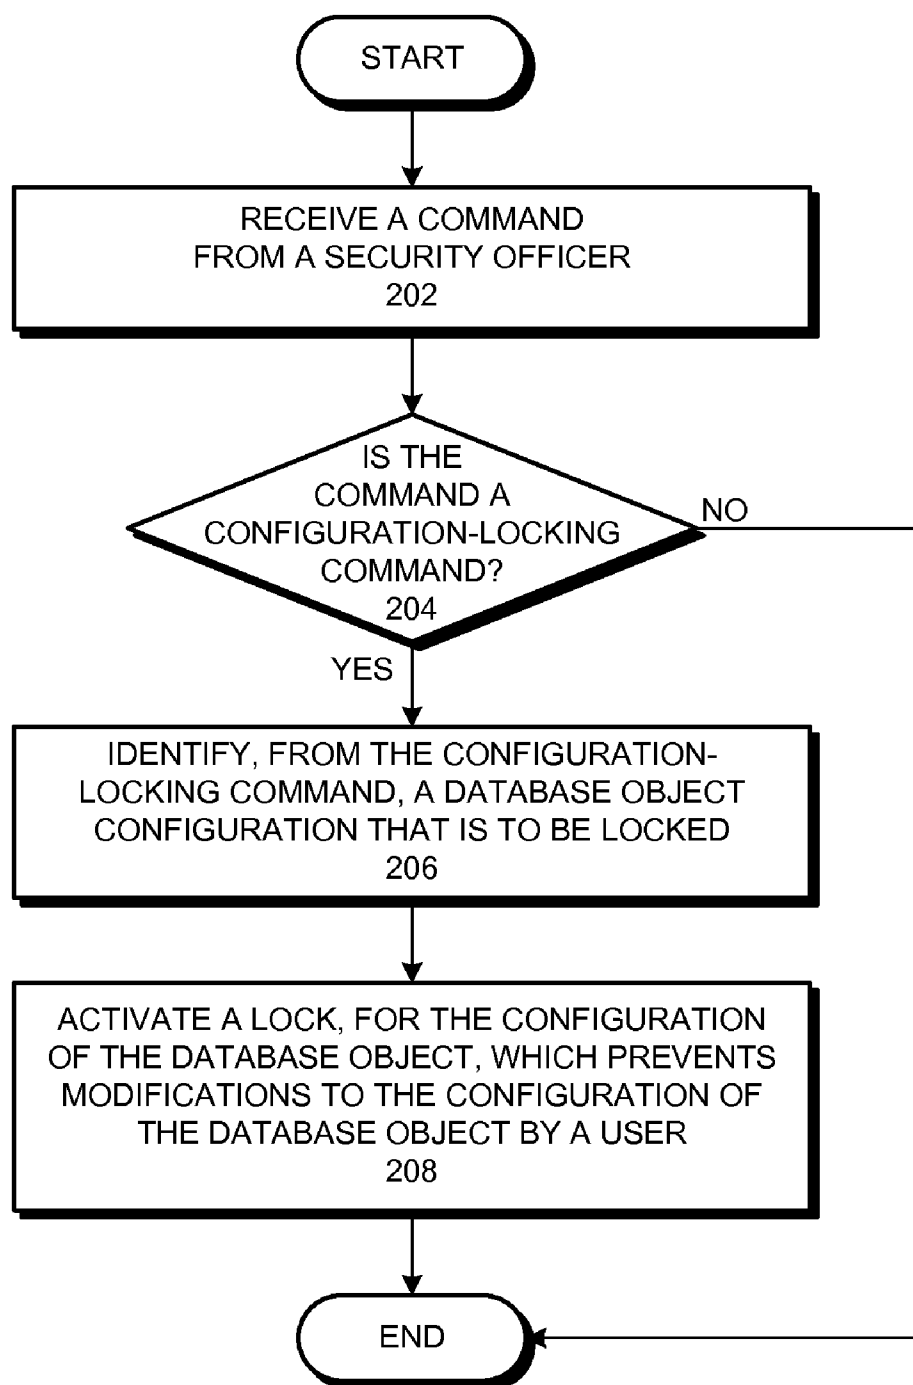 START
RECEIVE A COMMAND
FROM A SECURITY OFFICER
202
IS THE
COMMAND A
CONFIGURATION-LOCKING
COMMAND?
204
NO
YES
IDENTIFY, FROM THE CONFIGURATION-
LOCKING COMMAND, A DATABASE OBJECT
CONFIGURATION THAT IS TO BE LOCKED
206
ACTIVATE A LOCK, FOR THE CONFIGURATION
OF THE DATABASE OBJECT, WHICH PREVENTS
MODIFICATIONS TO THE CONFIGURATION OF
THE DATABASE OBJECT BY A USER
208
END